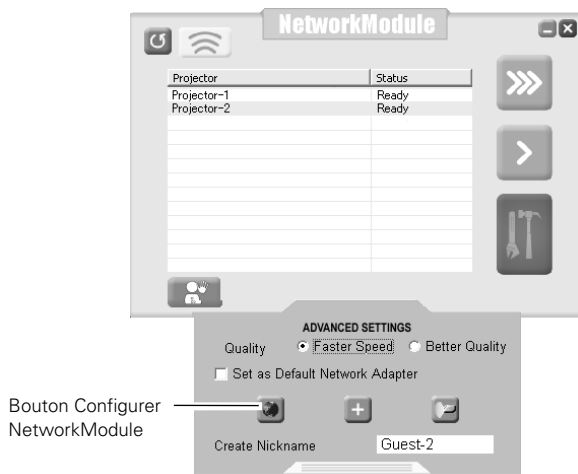 NetworkModule
Projector Status
Projector-1 Ready
Projector-2 Ready
ADVANCED SETTINGS
Quality Faster Speed Better Quality
Set as Default Network Adapter
Bouton Configurer
NetworkModule
Create Nickname Guest-2